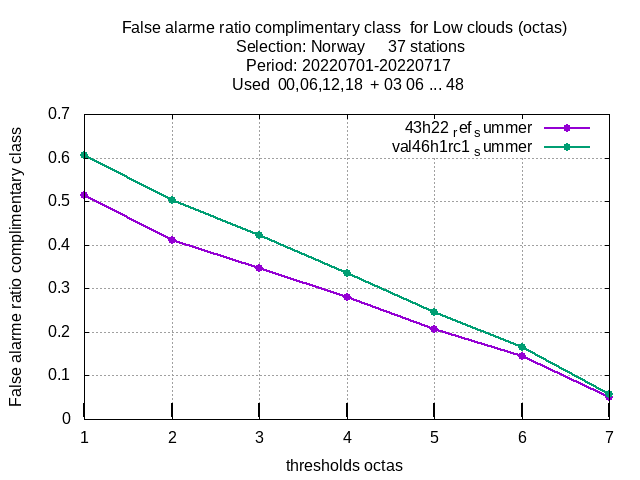 False alarme ratio complimentary class  for Low clouds (octas)
Selection: Norway     37 stations
Period: 20220701-20220717
Used  00,06,12,18  + 03 06 ... 48
43h22 ref summer
val46h1rc1 summer
False alarme ratio complimentary class
0.7
0.6
0.5
0.4
0.3
0.2
0.1
0
1 2 3 4 5 6 7
thresholds octas